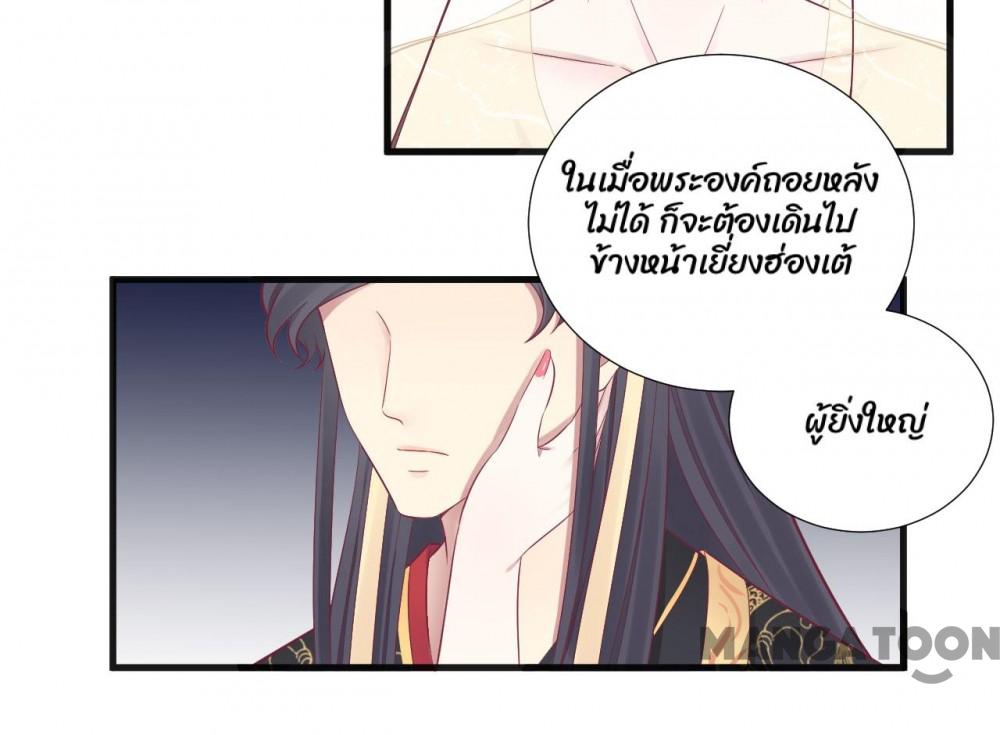 ในเมื่อพระองค์ถอยหลัง
ไม่ได้ ก็จะต้องเดินไป
ข้างหน้าเยี่ยงฮ่องเต้
ผู้ยิ่งใหญ่
MANGATOON